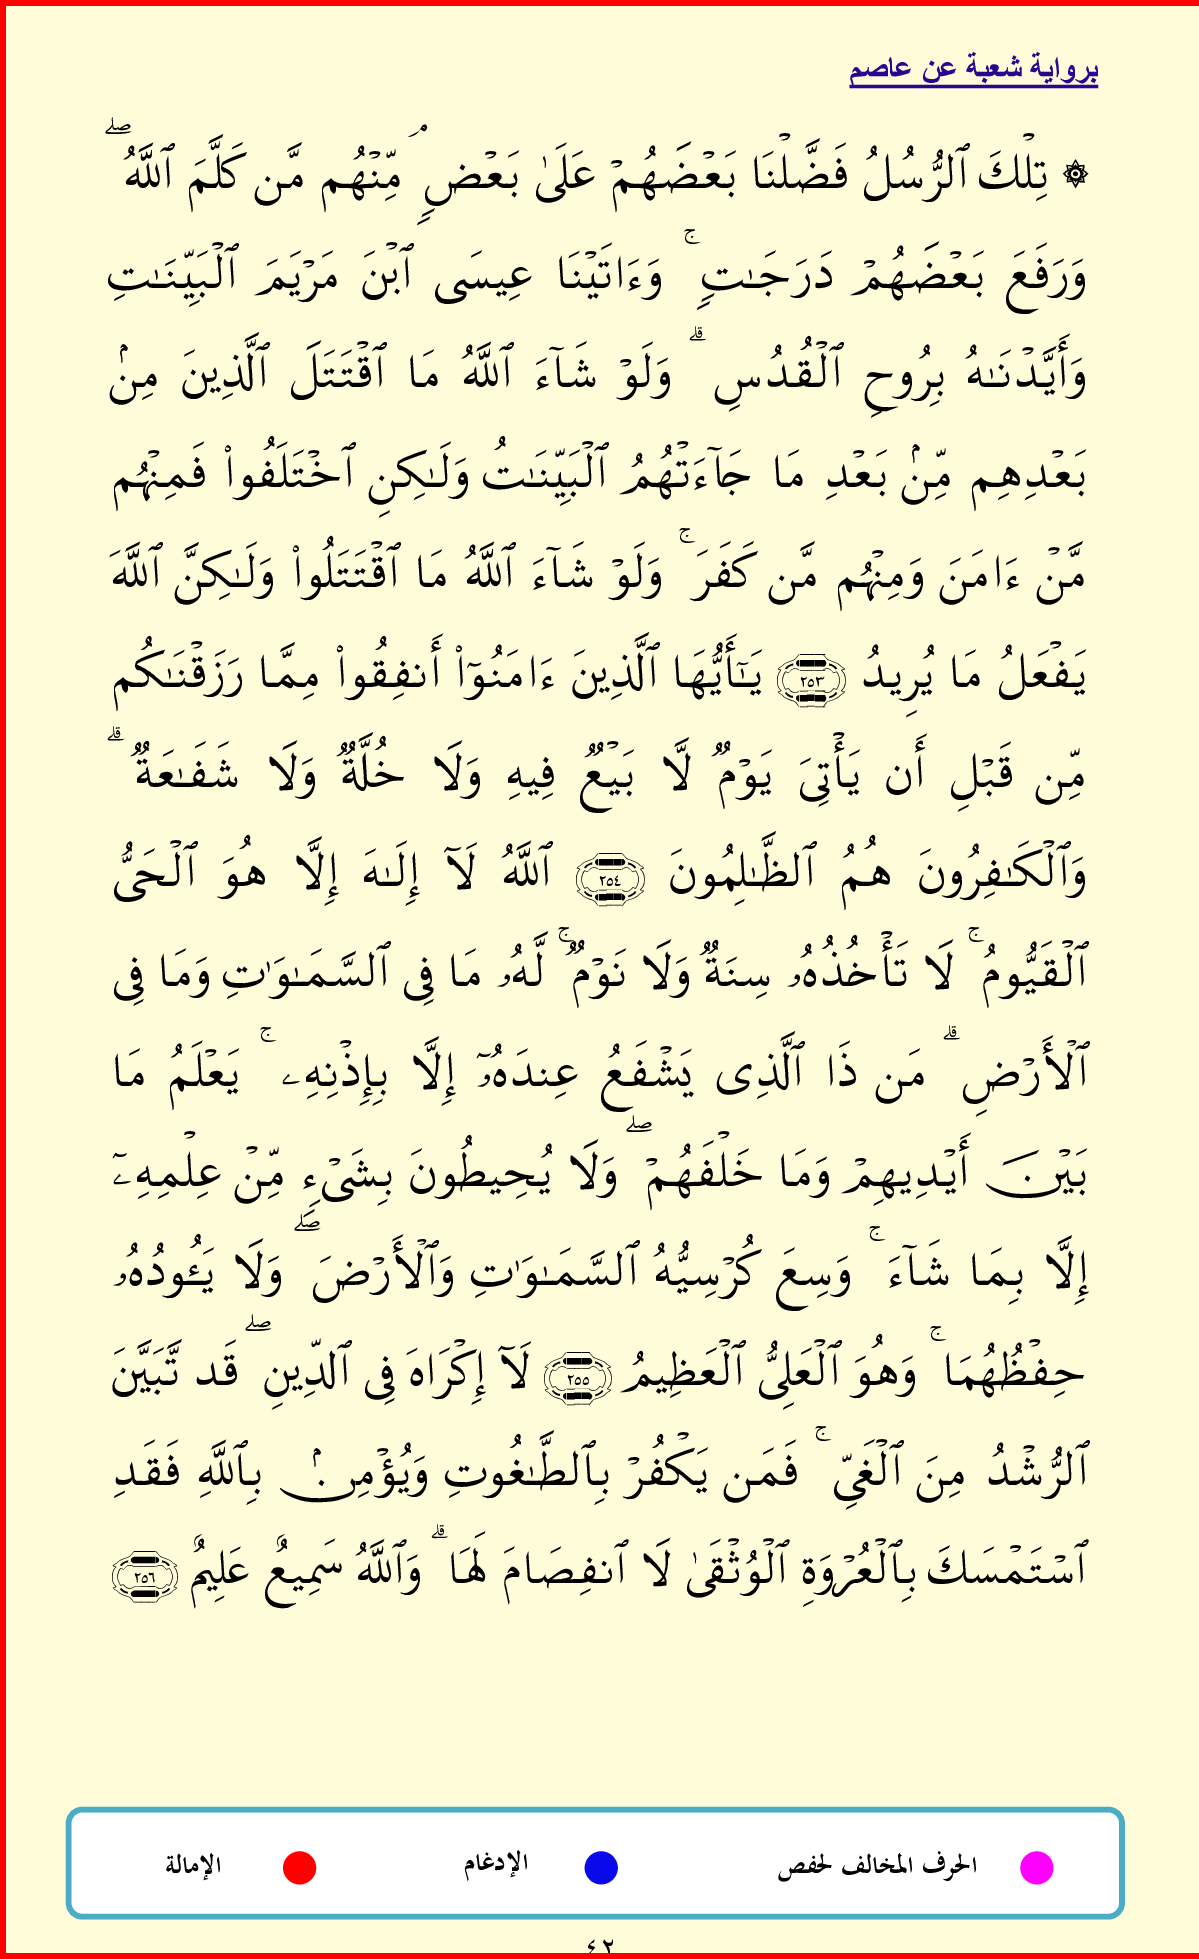 برواية شعبة عن عاصم
۞ تِلۡكَ ٱلرُّسُلُ فَضَّلۡنَا بَعۡضَهُمۡ عَلَىٰ بَعۡضٖۘ مِّنۡهُم مَّن كَلَّمَ ٱللَّهُۖ
وَرَفَعَ بَعۡضَهُمۡ دَرَجَٰتٖۚ وَءَاتَيۡنَا عِيسَى ٱبۡنَ مَرۡيَمَ ٱلۡبَيِّنَٰتِ
وَأَيَّدۡنَٰهُ بِرُوحِ ٱلۡقُدُسِۗ وَلَوۡ شَآءَ ٱللَّهُ مَا ٱقۡتَتَلَ ٱلَّذِينَ مِنۢ
بَعۡدِهِم مِّنۢ بَعۡدِ مَا جَآءَتۡهُمُ ٱلۡبَيِّنَٰتُ وَلَٰكِنِ ٱخۡتَلَفُواْ فَمِنۡهُم
مَّنۡ ءَامَنَ وَمِنۡهُم مَّن كَفَرَۚ وَلَوۡ شَآءَ ٱللَّهُ مَا ٱقۡتَتَلُواْ وَلَٰكِنَّ ٱللَّهَ
يَفۡعَلُ مَا يُرِيدُ ٢٥٣ يَٰٓأَيُّهَا ٱلَّذِينَ ءَامَنُوٓاْ أَنفِقُواْ مِمَّا رَزَقۡنَٰكُم
مِّن قَبۡلِ أَن يَأۡتِيَ يَوۡمٞ لَّا بَيۡعٞ فِيهِ وَلَا خُلَّةٞ وَلَا شَفَٰعَةٞۗ
وَٱلۡكَٰفِرُونَ هُمُ ٱلظَّٰلِمُونَ ٢٥٤ ٱللَّهُ لَآ إِلَٰهَ إِلَّا هُوَ ٱلۡحَيُّ
ٱلۡقَيُّومُۚ لَا تَأۡخُذُهُۥ سِنَةٞ وَلَا نَوۡمٞۚ لَّهُۥ مَا فِي ٱلسَّمَٰوَٰتِ وَمَا فِي
ٱلۡأَرۡضِۗ مَن ذَا ٱلَّذِي يَشۡفَعُ عِندَهُۥٓ إِلَّا بِإِذۡنِهِۦۚ يَعۡلَمُ مَا
بَيۡنَ أَيۡدِيهِمۡ وَمَا خَلۡفَهُمۡۖ وَلَا يُحِيطُونَ بِشَيۡءٖ مِّنۡ عِلۡمِهِۦٓ
إِلَّا بِمَا شَآءَۚ وَسِعَ كُرۡسِيُّهُ ٱلسَّمَٰوَٰتِ وَٱلۡأَرۡضَۖ وَلَا يَـُٔودُهُۥ
حِفۡظُهُمَاۚ وَهُوَ ٱلۡعَلِيُّ ٱلۡعَظِيمُ ٢٥٥ لَآ إِكۡرَاهَ فِي ٱلدِّينِۖ قَد تَّبَيَّنَ
ٱلرُّشۡدُ مِنَ ٱلۡغَيِّۚ فَمَن يَكۡفُرۡ بِٱلطَّٰغُوتِ وَيُؤۡمِنۢ بِٱللَّهِ فَقَدِ
ٱسۡتَمۡسَكَ بِٱلۡعُرۡوَةِ ٱلۡوُثۡقَىٰ لَا ٱنفِصَامَ لَهَاۗ وَٱللَّهُ سَمِيعٌ عَلِيمٌ ٢٥٦
الحرف المخالف لحفص الإدغام الإمالة
٤٢